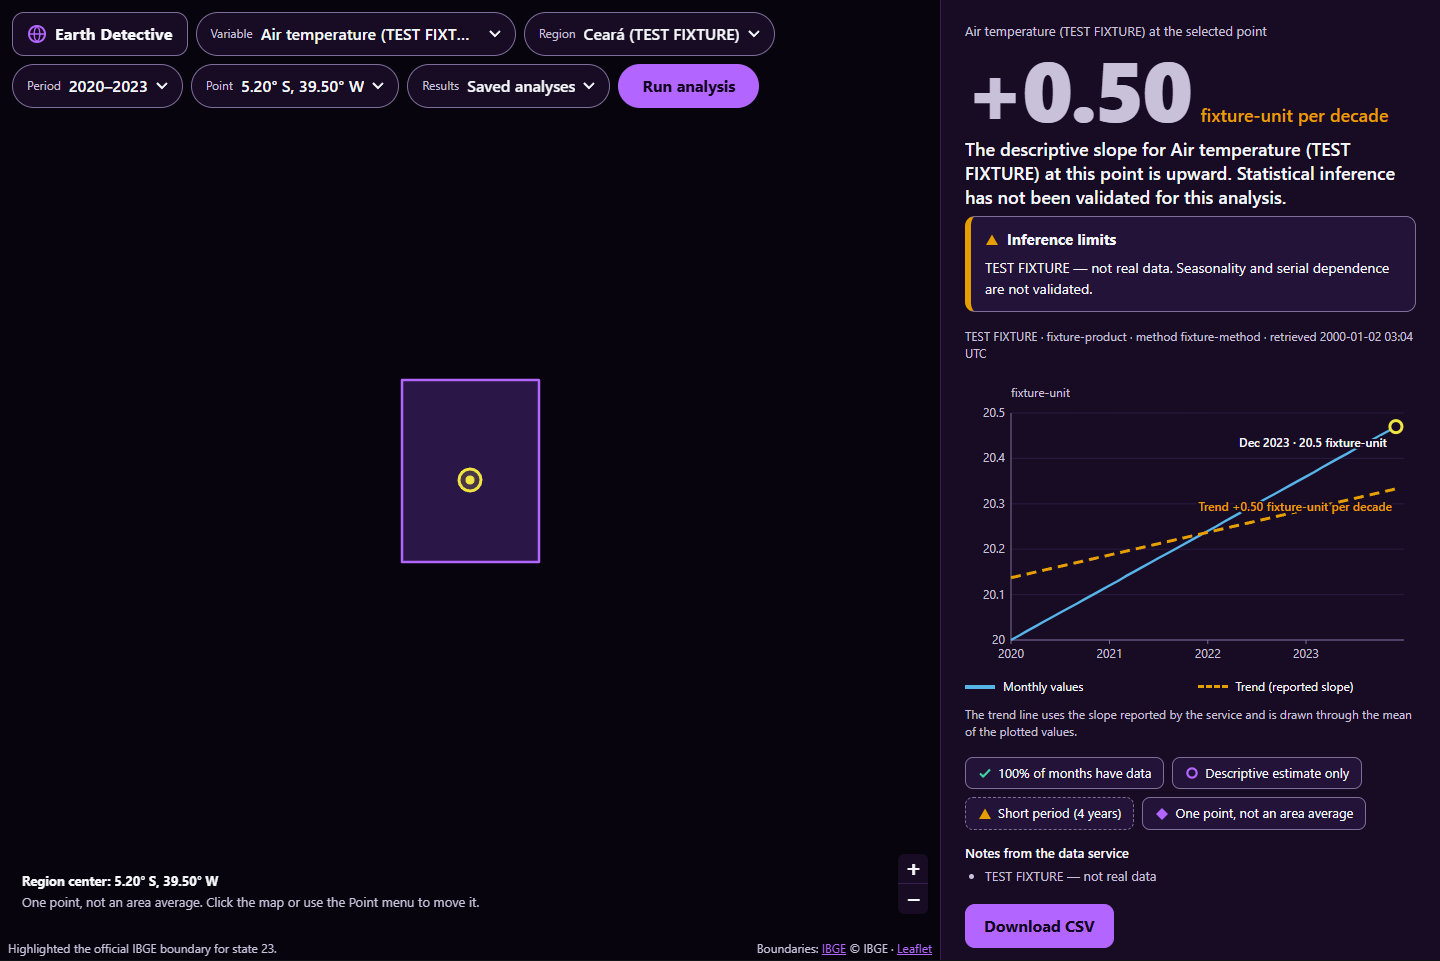 Earth Detective
Variable Air temperature (TEST FIXT...
Region Ceará (TEST FIXTURE)
Period 2020–2023
Point 5.20° S, 39.50° W
Results Saved analyses
Run analysis
Region center: 5.20° S, 39.50° W
One point, not an area average. Click the map or use the Point menu to move it.
+
−
Highlighted the official IBGE boundary for state 23.
Boundaries: IBGE © IBGE · Leaflet
Air temperature (TEST FIXTURE) at the selected point
+0.50 fixture-unit per decade
The descriptive slope for Air temperature (TEST
FIXTURE) at this point is upward. Statistical inference
has not been validated for this analysis.
Inference limits
TEST FIXTURE — not real data. Seasonality and serial dependence
are not validated.
TEST FIXTURE · fixture-product · method fixture-method · retrieved 2000-01-02 03:04
UTC
fixture-unit
20.5
Dec 2023 · 20.5 fixture-unit
20.4
20.3
Trend +0.50 fixture-unit per decade
20.2
20.1
20
2020 2021 2022 2023
Monthly values
Trend (reported slope)
The trend line uses the slope reported by the service and is drawn through the mean
of the plotted values.
100% of months have data
Descriptive estimate only
Short period (4 years)
One point, not an area average
Notes from the data service
TEST FIXTURE — not real data
Download CSV